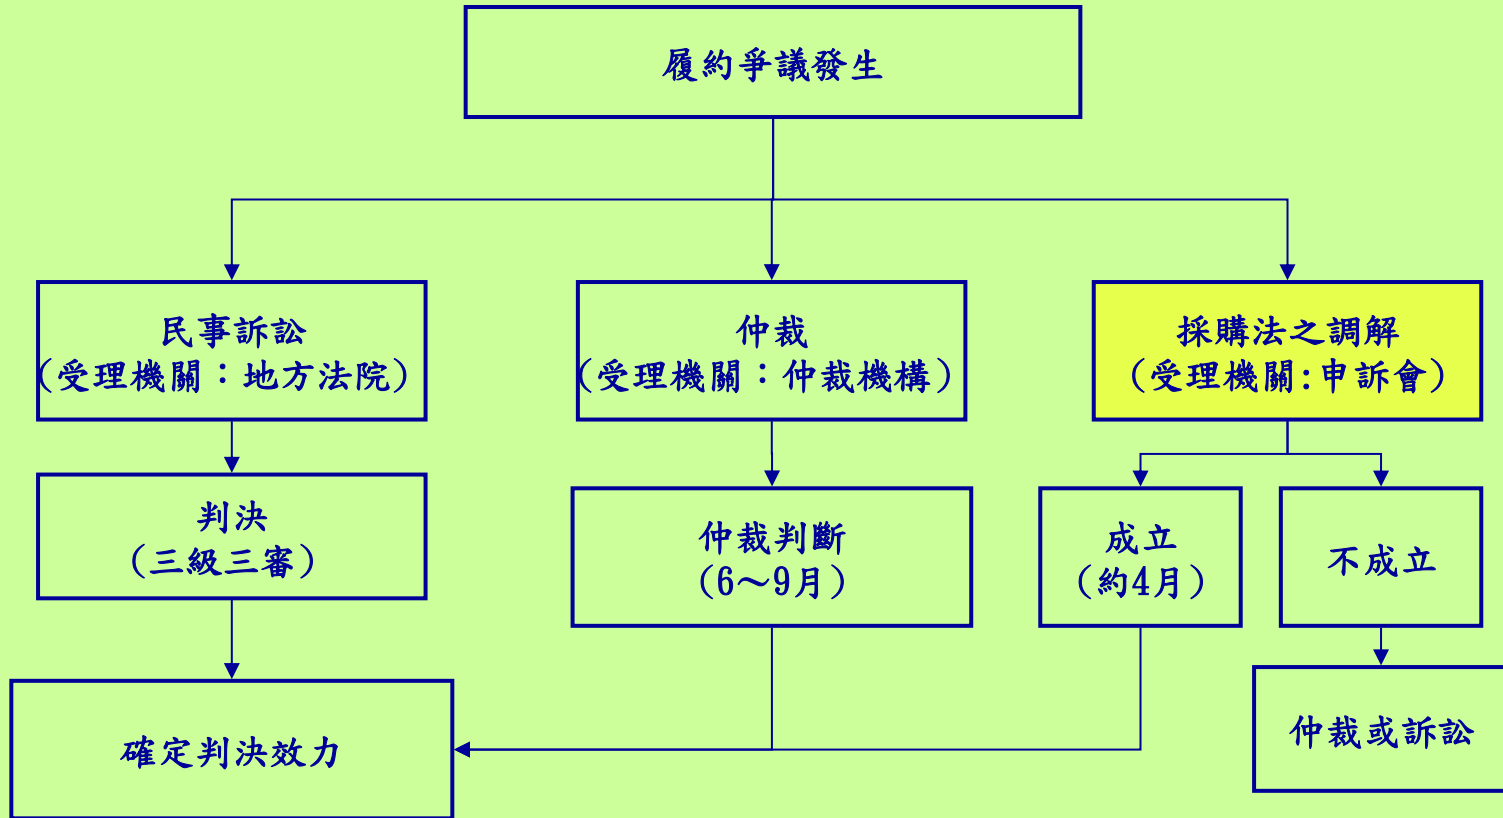 履約爭議發生
民事訴訟
(受理機關：地方法院)
仲裁
(受理機關：仲裁機構)
採購法之調解
(受理機關:申訴會)
判決
(三級三審)
仲裁判斷
(6～9月)
成立
(約4月)
不成立
確定判決效力
仲裁或訴訟